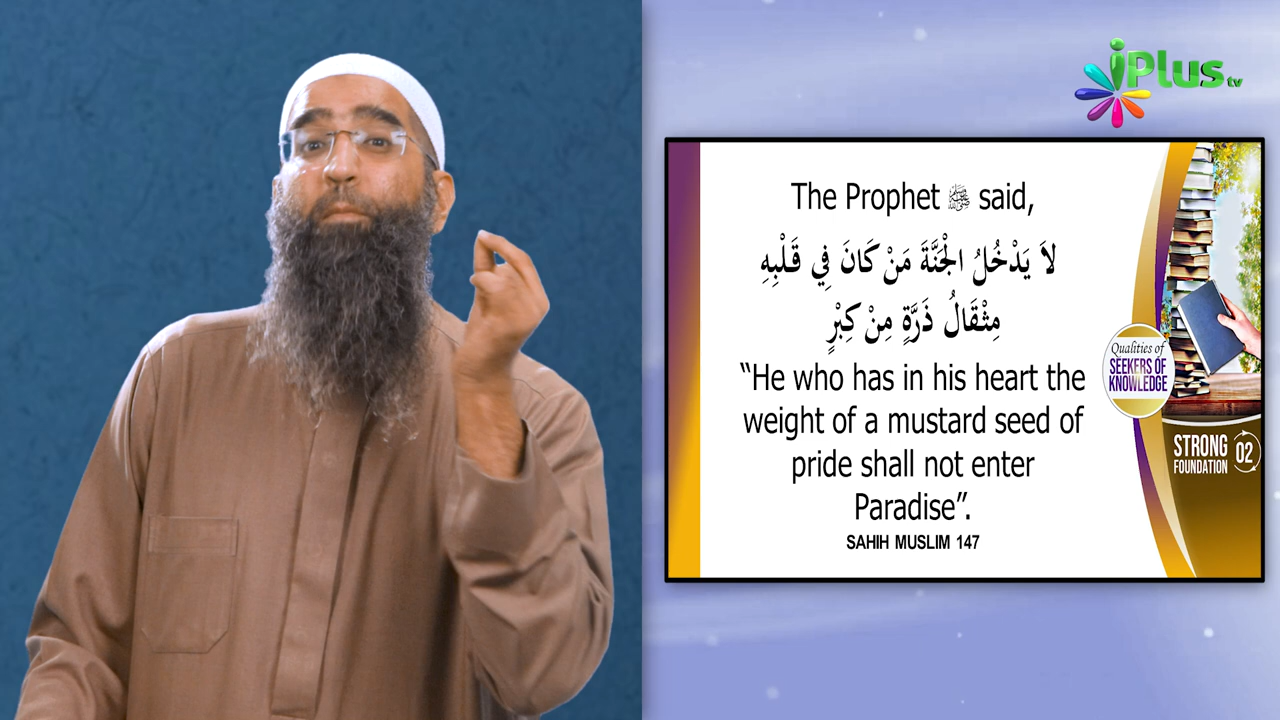 iPlus tv
The Prophet ﷺ said,
لاَ يَدْخُلُ الْجَنَّةَ مَنْ كَانَ فِي قَلْبِهِ
مِثْقَالُ ذَرَّةٍ مِنْ كِبْرٍ
“He who has in his heart the
weight of a mustard seed of
pride shall not enter
Paradise”.
SAHIH MUSLIM 147
Qualities of
SEEKERS OF
KNOWLEDGE
STRONG
FOUNDATION
02